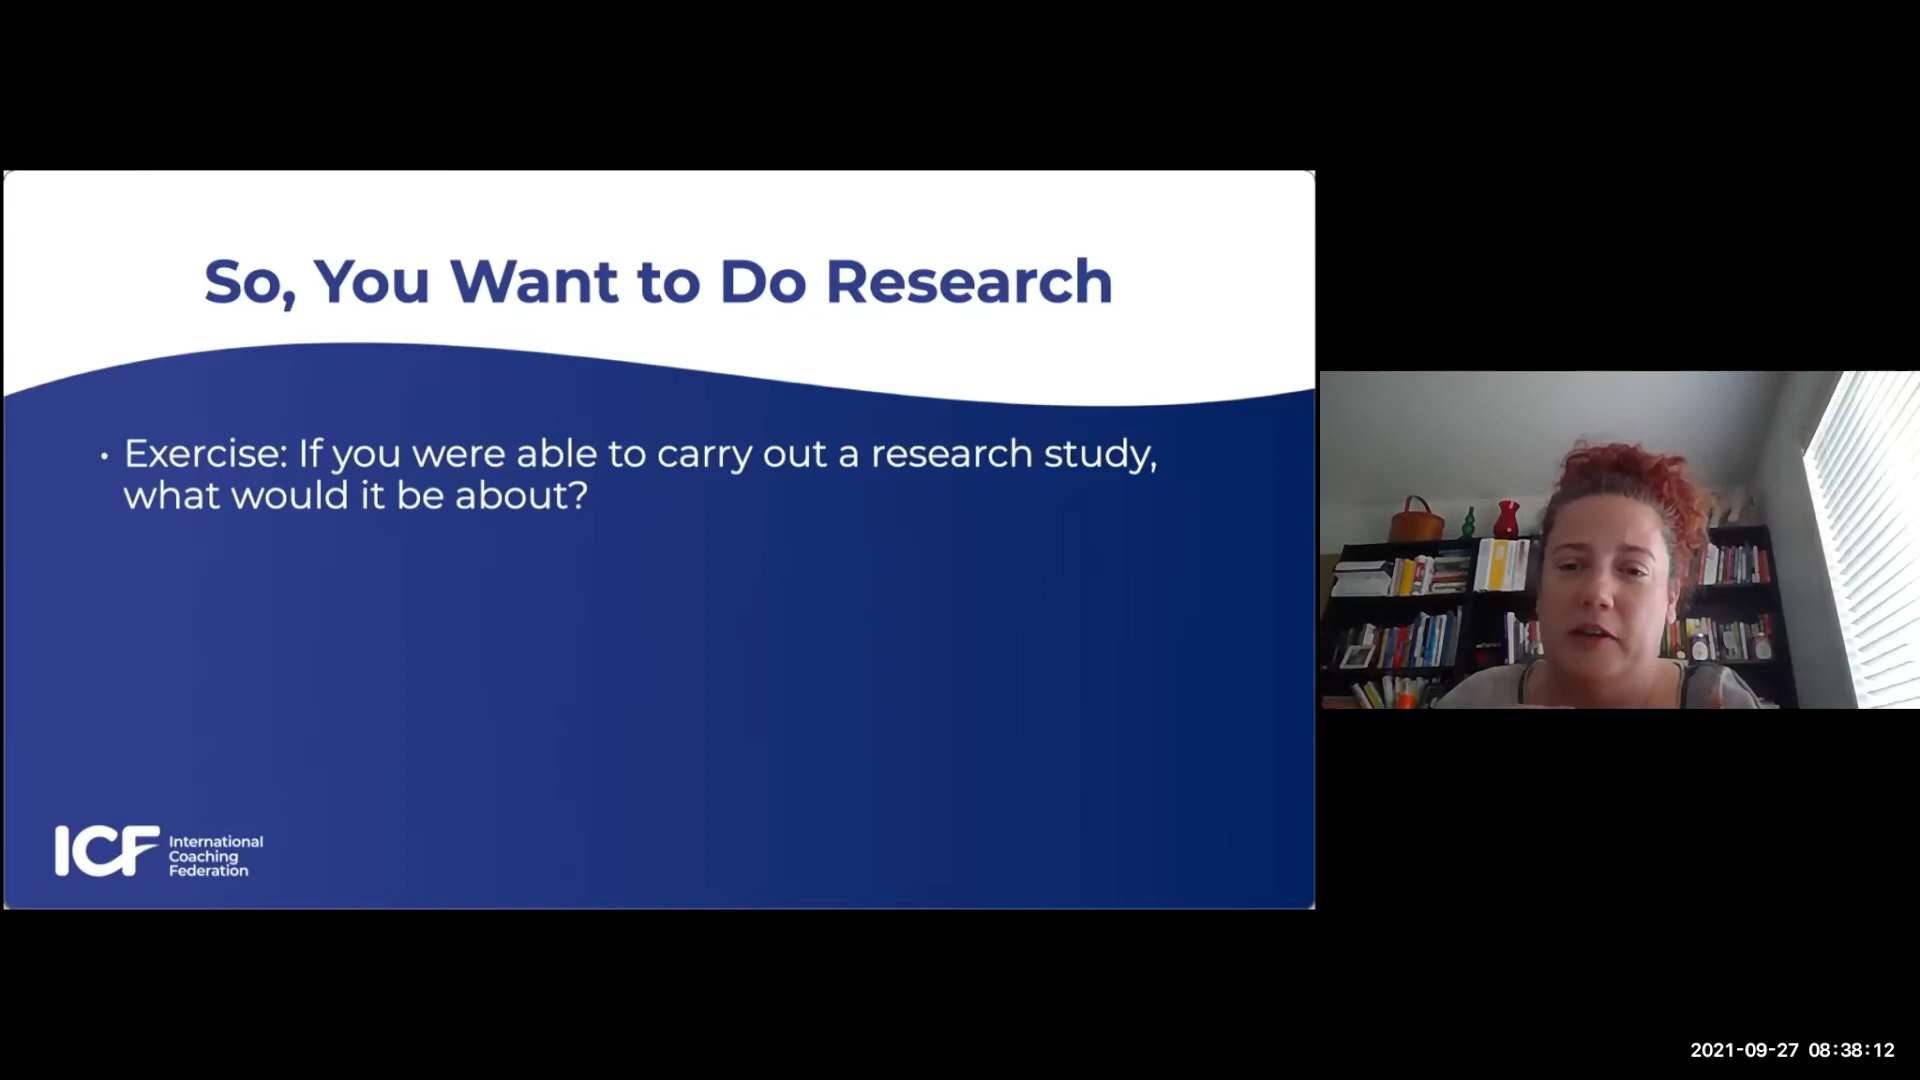 So, You Want to Do Research
• Exercise: If you were able to carry out a research study,
what would it be about?
ICF
International
Coaching
Federation
2021-09-27 08:38:12